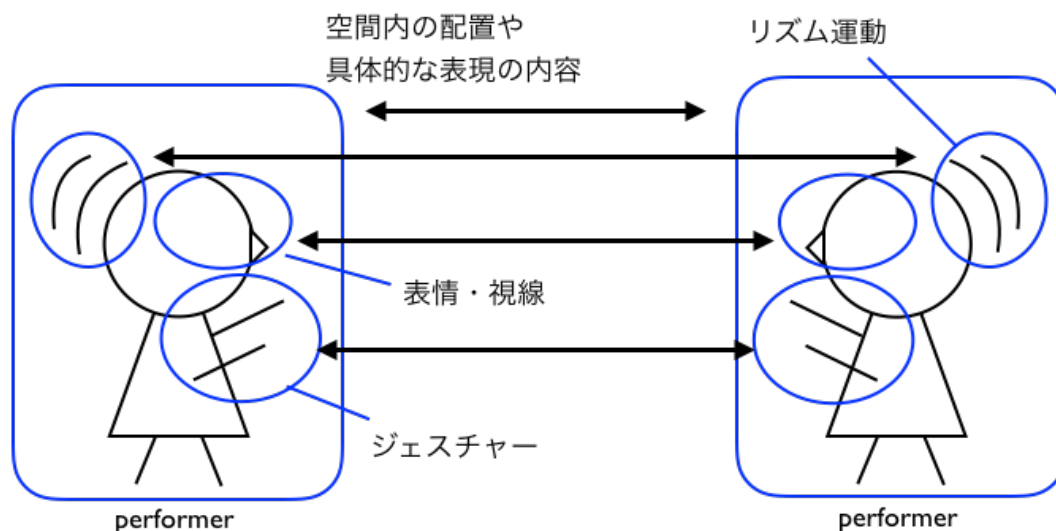 空間内の配置や
具体的な表現の内容
リズム運動
表情・視線
ジェスチャー
performer
performer